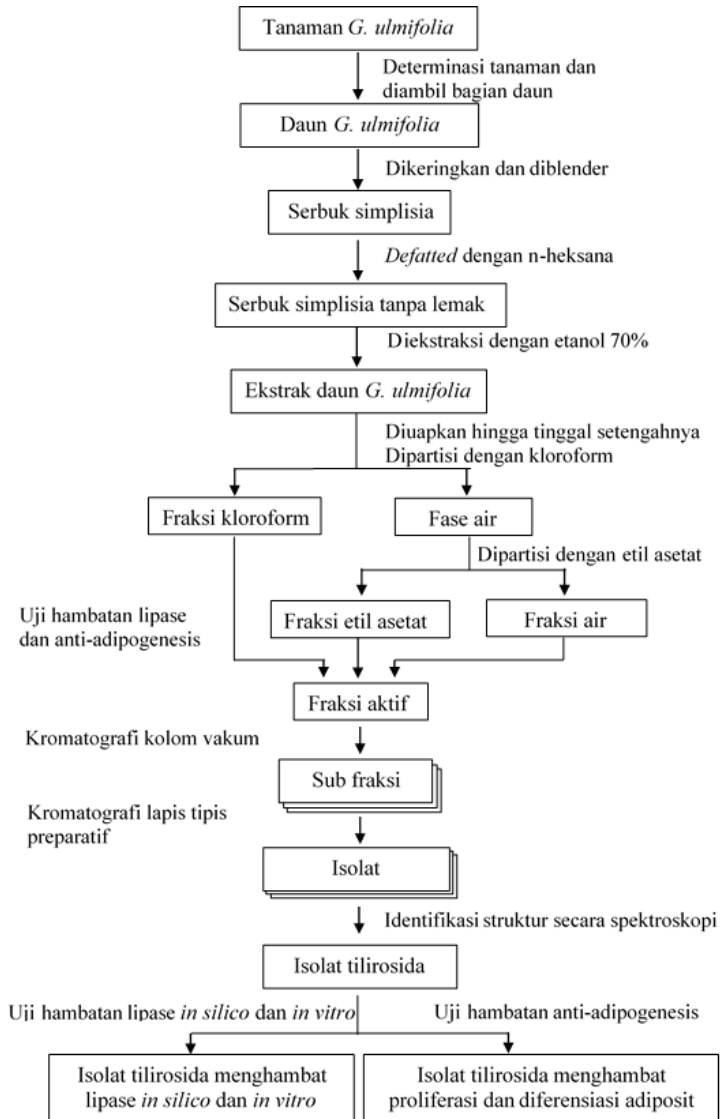 Tanaman G. ulmifolia
Determinasi tanaman dan
diambil bagian daun
Daun G. ulmifolia
Dikeringkan dan diblender
Serbuk simplisia
Defatted dengan n-heksana
Serbuk simplisia tanpa lemak
Diekstraksi dengan etanol 70%
Ekstrak daun G. ulmifolia
Diuapkan hingga tinggal setengahnya
Dipartisi dengan kloroform
Fraksi kloroform
Fase air
Dipartisi dengan etil asetat
Uji hambatan lipase
dan anti-adipogenesis
Fraksi etil asetat
Fraksi air
Fraksi aktif
Kromatografi kolom vakum
Sub fraksi
Kromatografi lapis tipis
preparatif
Isolat
Identifikasi struktur secara spektroskopi
Isolat tilirosida
Uji hambatan lipase in silico dan in vitro
Uji hambatan anti-adipogenesis
Isolat tilirosida menghambat
lipase in silico dan in vitro
Isolat tilirosida menghambat
proliferasi dan diferensiasi adiposit